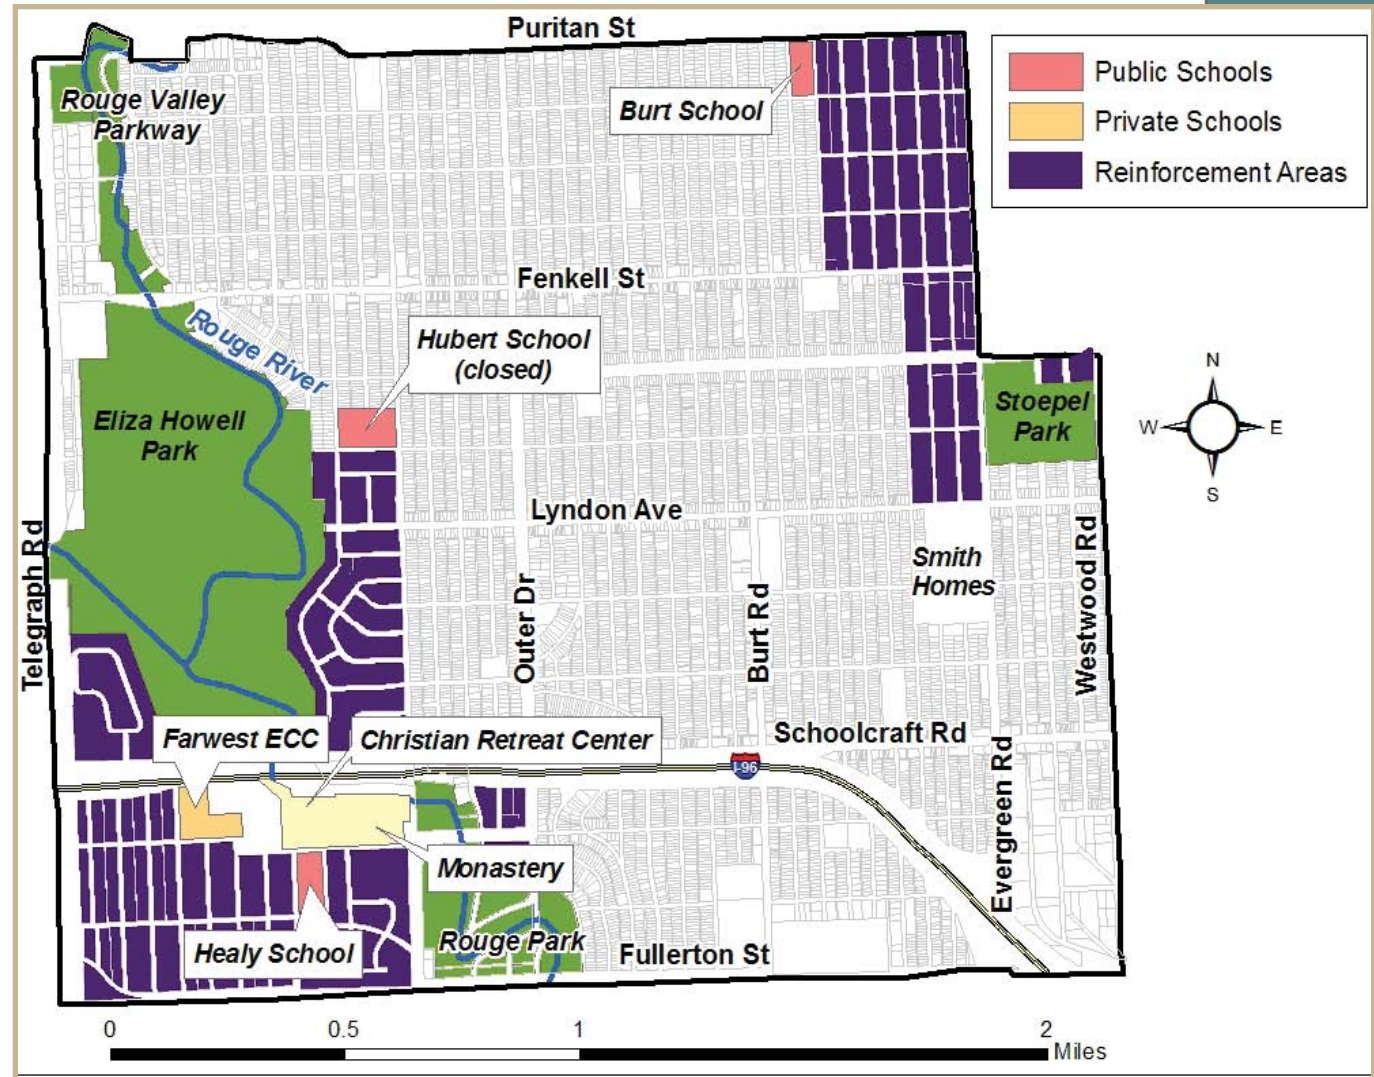 Puritan St
Public Schools
Private Schools
Reinforcement Areas
Rouge Valley
Parkway
Burt School
Fenkell St
Rouge River
Hubert School
(closed)
Eliza Howell
Park
Stoepel
Park
N
W
E
S
Lyndon Ave
Telegraph Rd
Outer Dr
Burt Rd
Smith
Homes
Westwood Rd
Farwest ECC
Christian Retreat Center
Schoolcraft Rd
I-96
Evergreen Rd
Monastery
Healy School
Rouge Park
Fullerton St
0
0.5
1
2
Miles